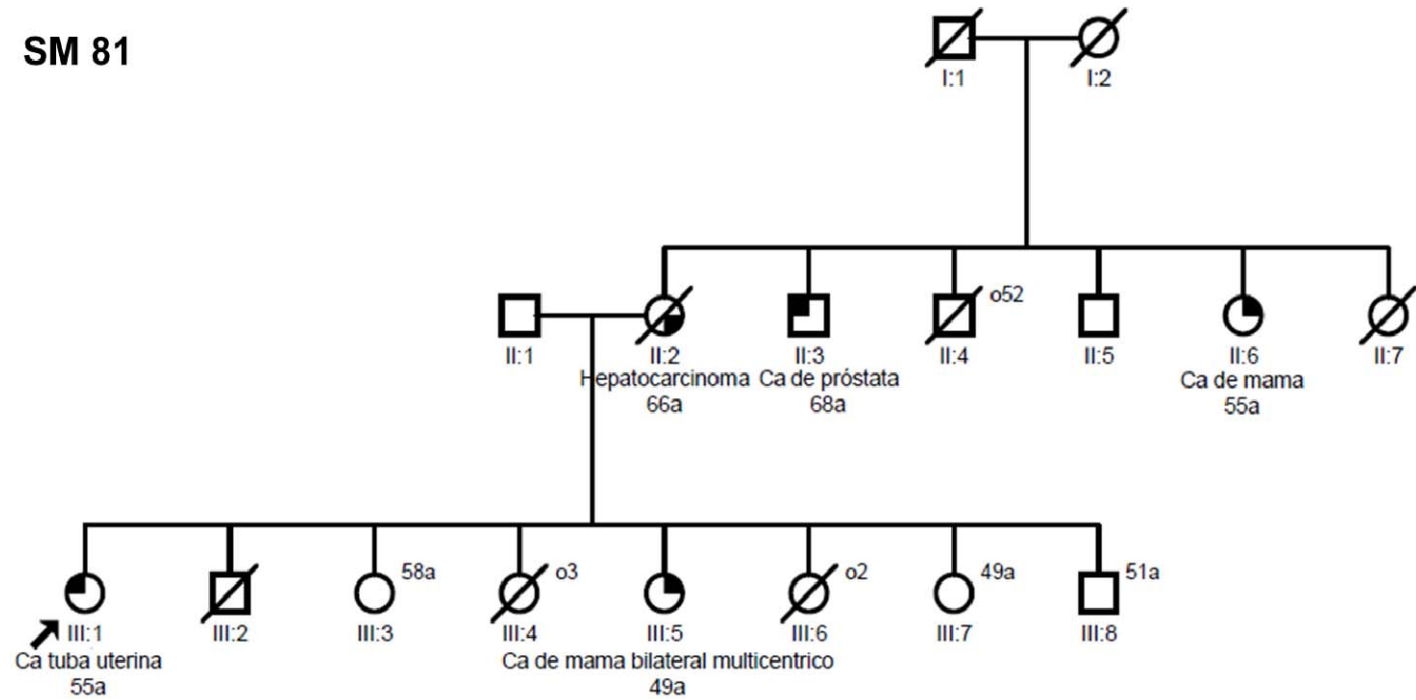 SM 81
I:1
I:2
o52
II:1
II:2
II:3
II:4
II:5
II:6
II:7
Hepatocarcinoma
66a
Ca de próstata
68a
Ca de mama
55a
58a
o3
o2
49a
51a
III:1
III:2
III:3
III:4
III:5
III:6
III:7
III:8
Ca tuba uterina
55a
Ca de mama bilateral multicentrico
49a